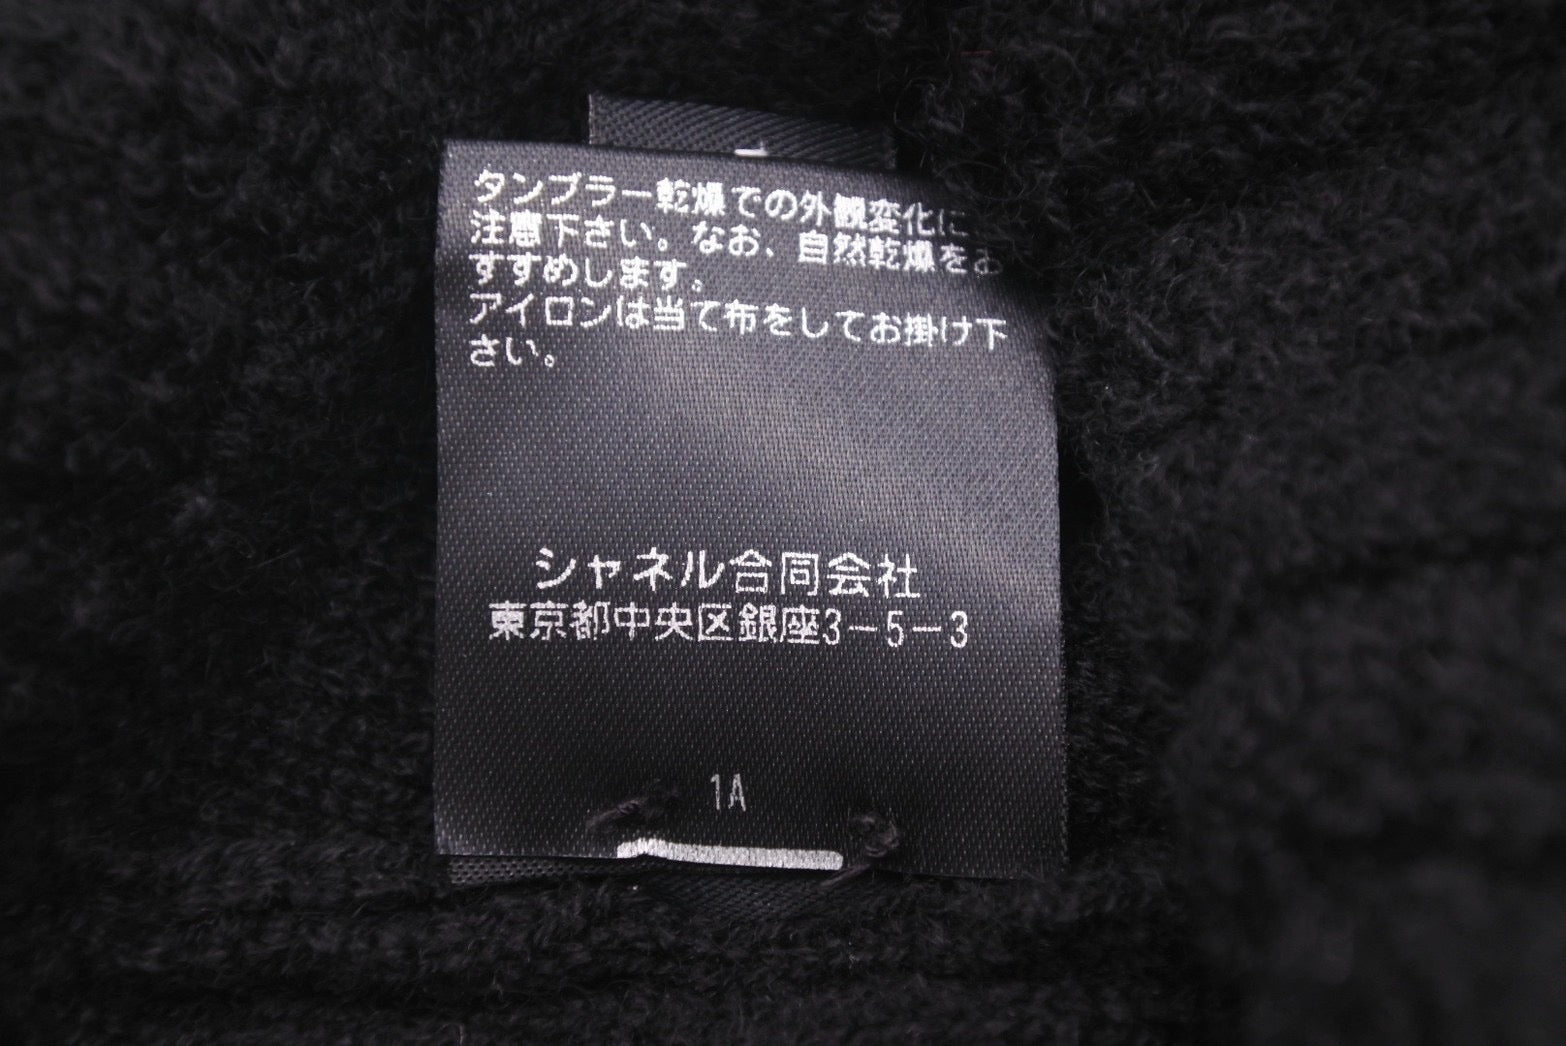 タンブラー乾燥での外観変化に
注意下さい。なお、自然乾燥をお
すすめします。
アイロンは当て布をしてお掛け下
さい。
シャネル合同会社
東京都中央区銀座3-5-3
1A